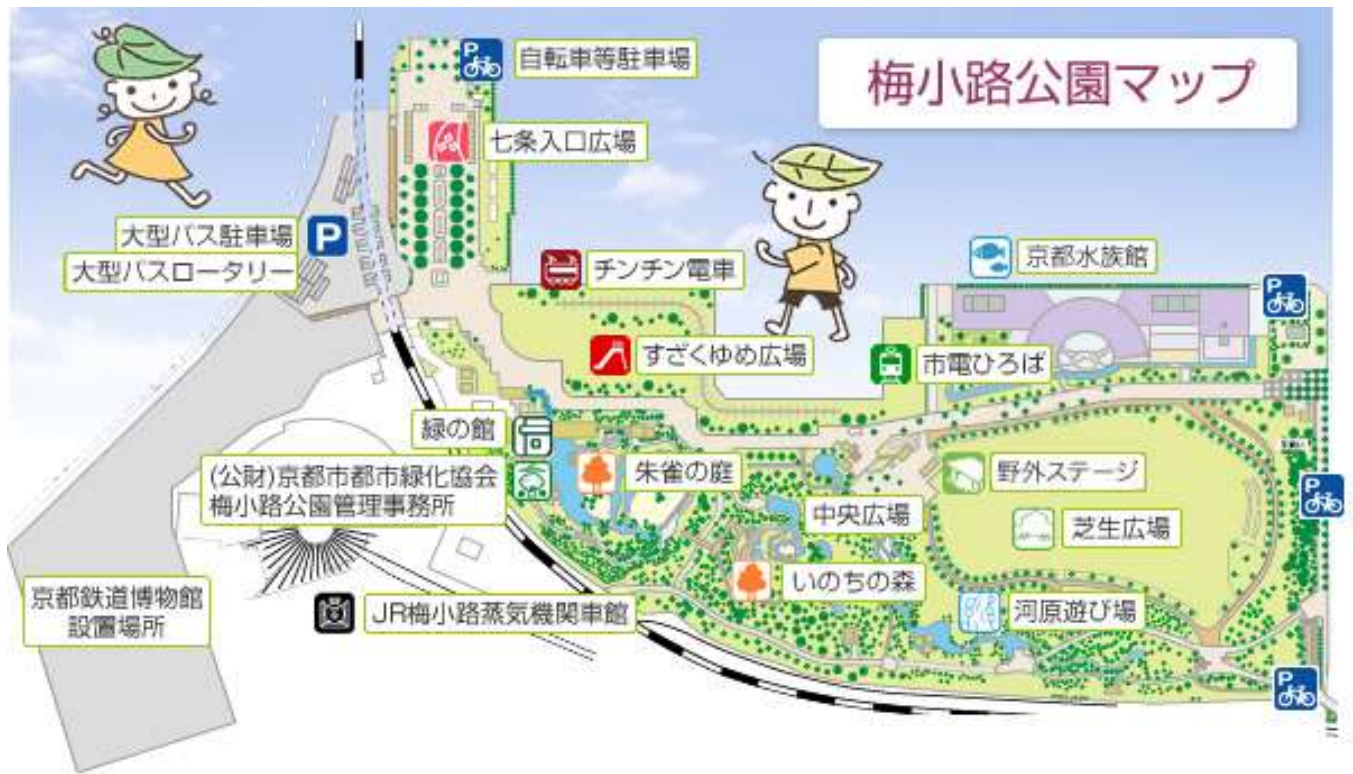 梅小路公園マップ
自転車等駐車場
七条入口広場
大型バス駐車場
大型バスロータリー
チンチン電車
京都水族館
すざくゆめ広場
市電ひろば
緑の館
(公財)京都市都市緑化協会
梅小路公園管理事務所
朱雀の庭
野外ステージ
中央広場
芝生広場
いのちの森
京都鉄道博物館
設置場所
JR梅小路蒸気機関車館
河原遊び場
P
P
P
P
P